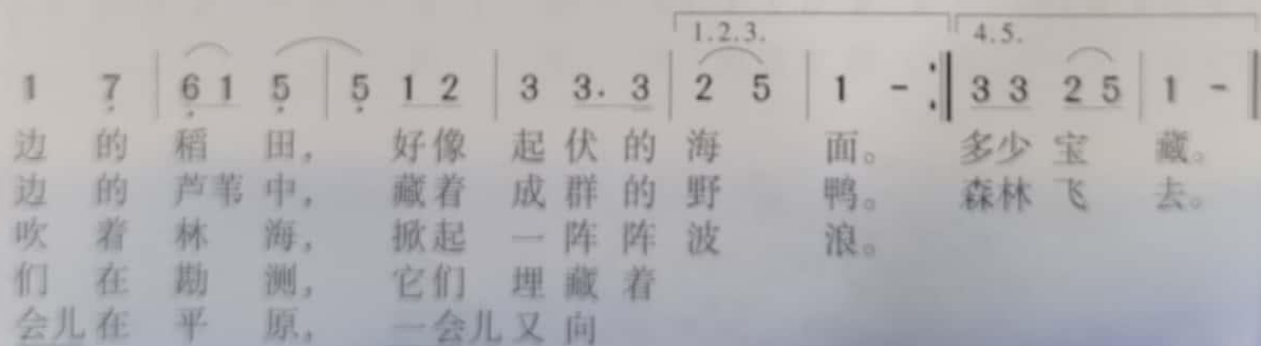 1.2.3. 4.5.
1 7 | 6 1 5 | 5 1 2 | 3 3. 3 | 2 5 | 1 - :| 3 3 2 5 | 1 - |
边 的 稻 田， 好像 起 伏 的 海 面。 多少 宝 藏。
边 的 芦苇 中， 藏着 成 群 的 野 鸭。 森林 飞 去。
吹 着 林 海， 掀起 一 阵 阵 波 浪。
们 在 勘 测， 它们 埋 藏 着
会儿 在 平 原， 一会儿 又 向